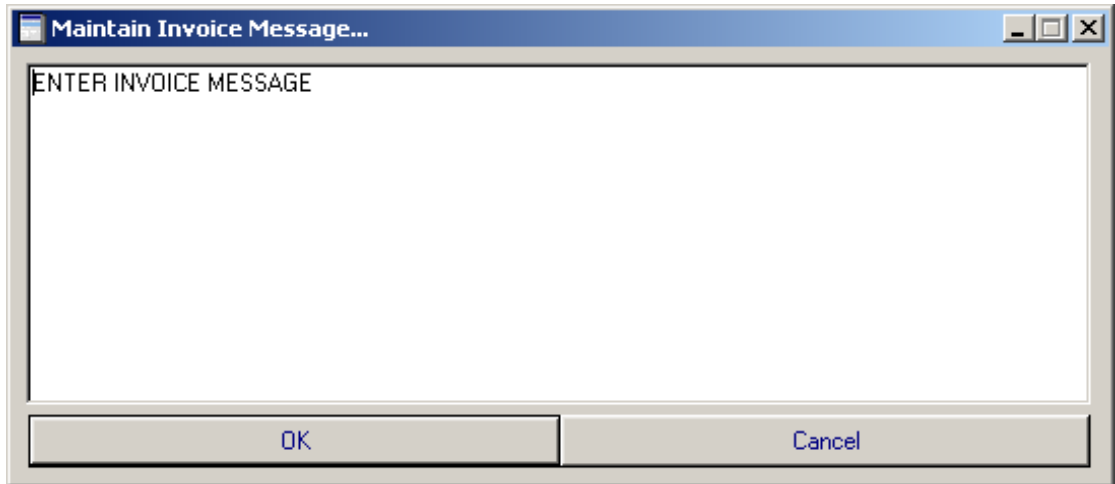 Maintain Invoice Message...
ENTER INVOICE MESSAGE
OK
Cancel